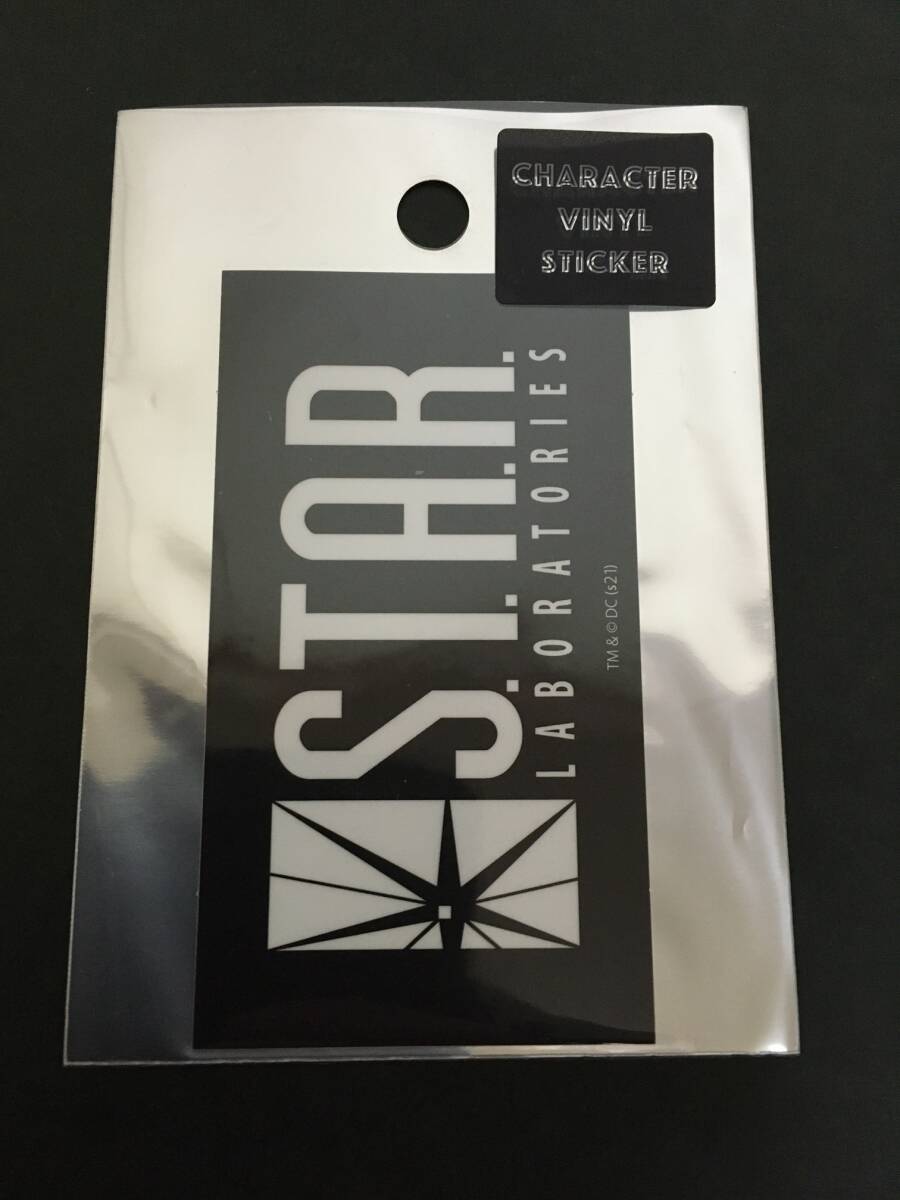 CHARACTER
VINYL
STICKER
S.T.A.R.
LABORATORIES
TM & © DC (s21)